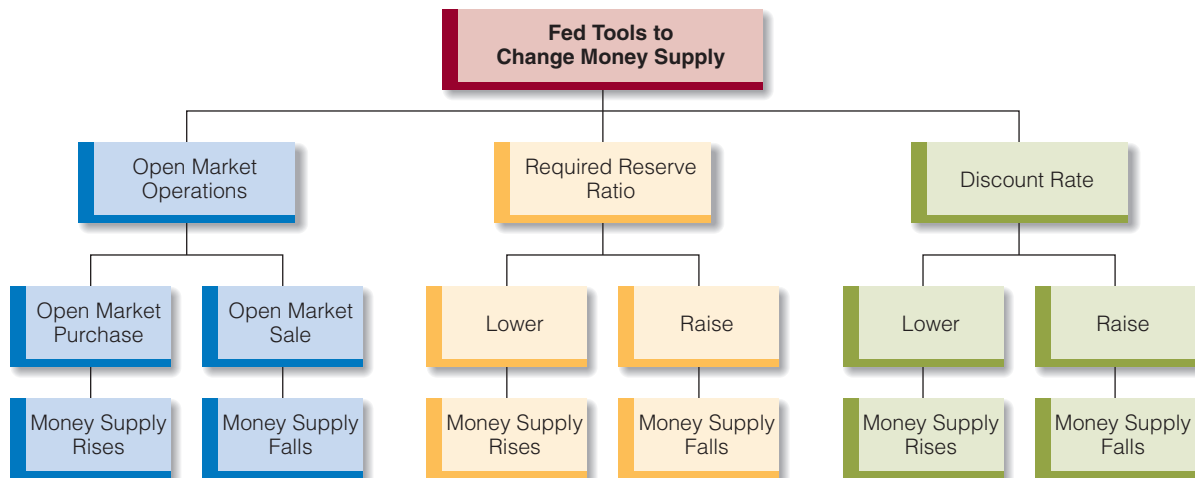 Fed Tools to
Change Money Supply
Open Market
Operations
Required Reserve
Ratio
Discount Rate
Open Market
Purchase
Open Market
Sale
Lower
Raise
Lower
Raise
Money Supply
Rises
Money Supply
Falls
Money Supply
Rises
Money Supply
Falls
Money Supply
Rises
Money Supply
Falls